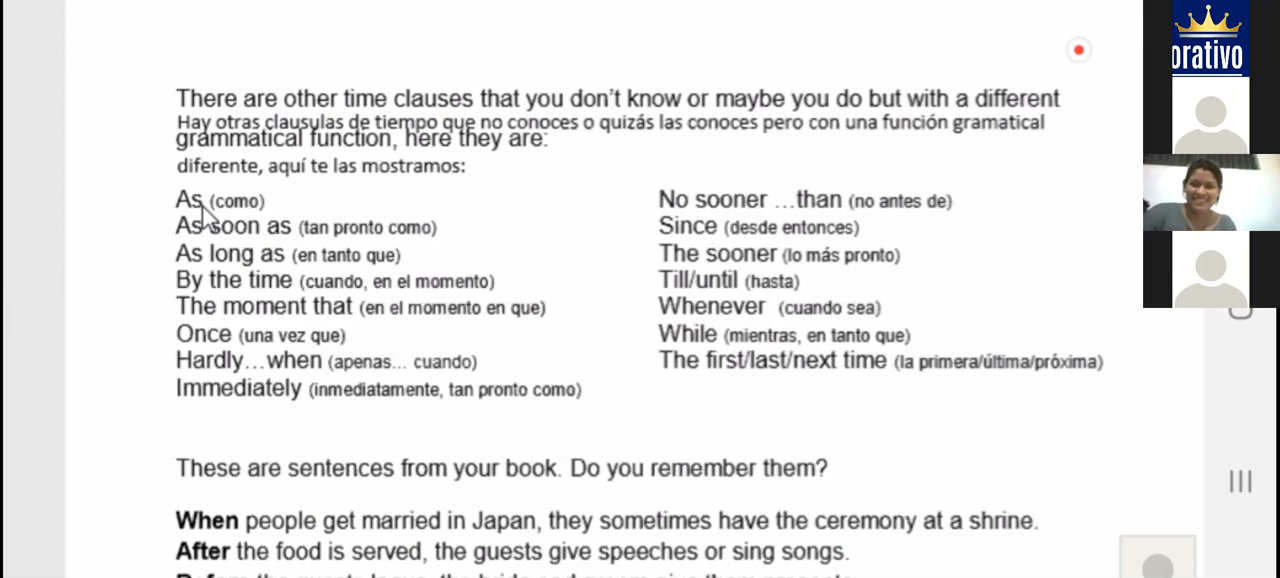 There are other time clauses that you don't know or maybe you do but with a different
Hay otras clausulas de tiempo que no conoces o quizás las conoces pero con una función gramatical
grammatical function, here they are:
diferente, aquí te las mostramos:
As (como)
As soon as (tan pronto como)
As long as (en tanto que)
By the time (cuando, en el momento)
The moment that (en el momento en que)
Once (una vez que)
Hardly…when (apenas… cuando)
Immediately (inmediatamente, tan pronto como)
No sooner …than (no antes de)
Since (desde entonces)
The sooner (lo más pronto)
Till/until (hasta)
Whenever (cuando sea)
While (mientras, en tanto que)
The first/last/next time (la primera/última/próxima)
These are sentences from your book. Do you remember them?
When people get married in Japan, they sometimes have the ceremony at a shrine.
After the food is served, the guests give speeches or sing songs.
orativo